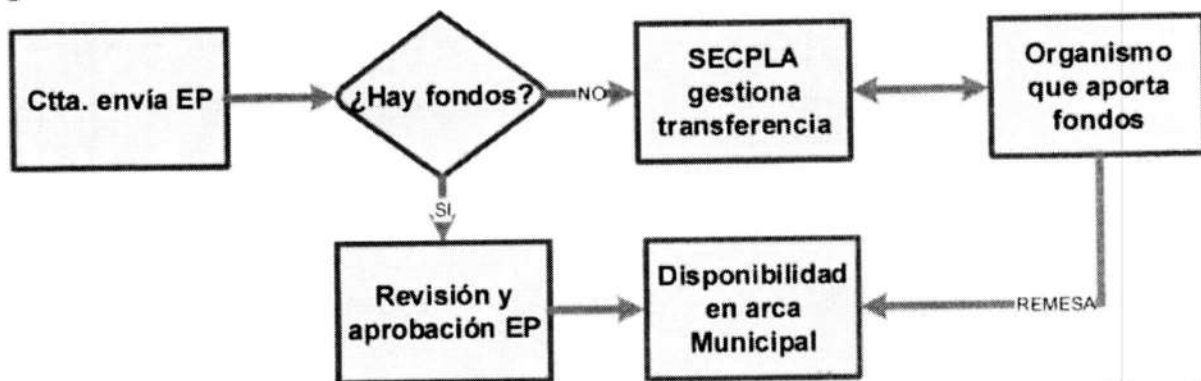 Ctta. envía EP
¿Hay fondos?
NO
SECPLA
gestiona
transferencia
Organismo
que aporta
fondos
SI
Revisión y
aprobación EP
Disponibilidad
en arca
Municipal
REMESA